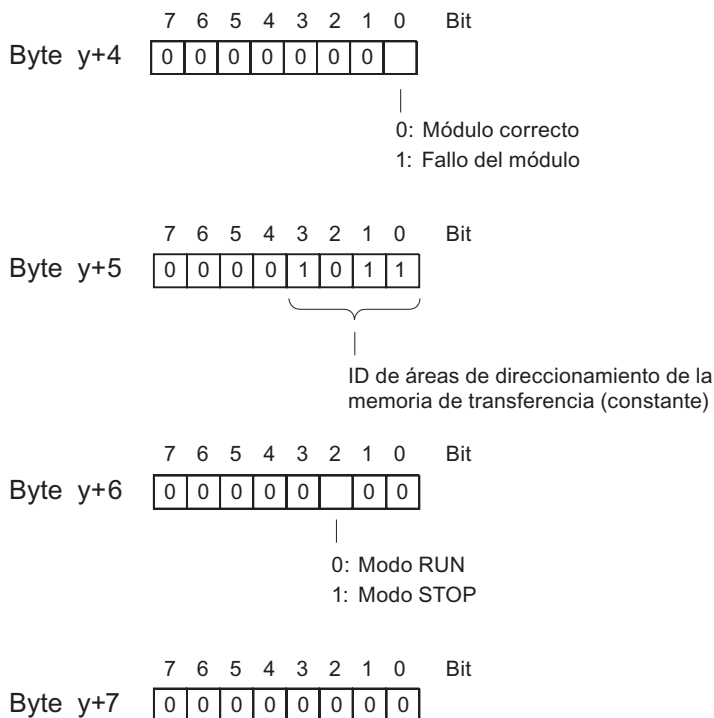 7 6 5 4 3 2 1 0 Bit
Byte y+4 0 0 0 0 0 0 0
0: Módulo correcto
1: Fallo del módulo
7 6 5 4 3 2 1 0 Bit
Byte y+5 0 0 0 0 1 0 1 1
ID de áreas de direccionamiento de la
memoria de transferencia (constante)
7 6 5 4 3 2 1 0 Bit
Byte y+6 0 0 0 0 0 0 0
0: Modo RUN
1: Modo STOP
7 6 5 4 3 2 1 0 Bit
Byte y+7 0 0 0 0 0 0 0 0